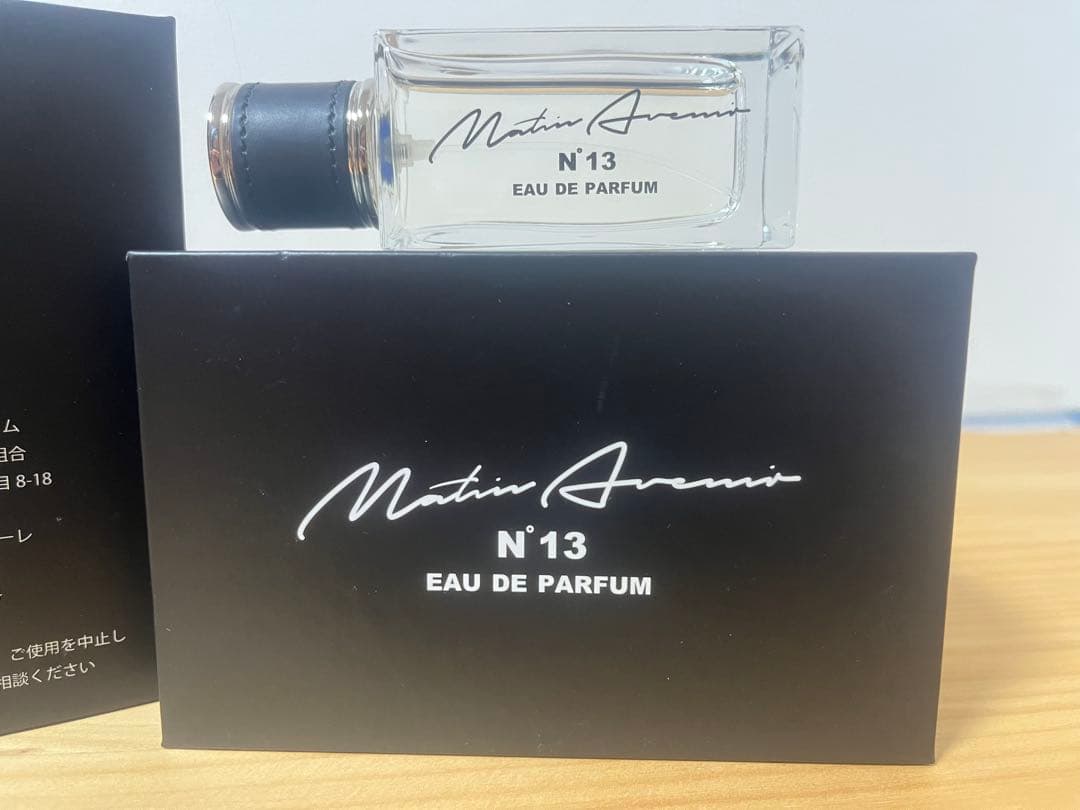 Matin Avenir
N°13
EAU DE PARFUM
Matin Avenir
N°13
EAU DE PARFUM
ム
組合
目 8-18
ーレ
ご使用を中止し
相談ください